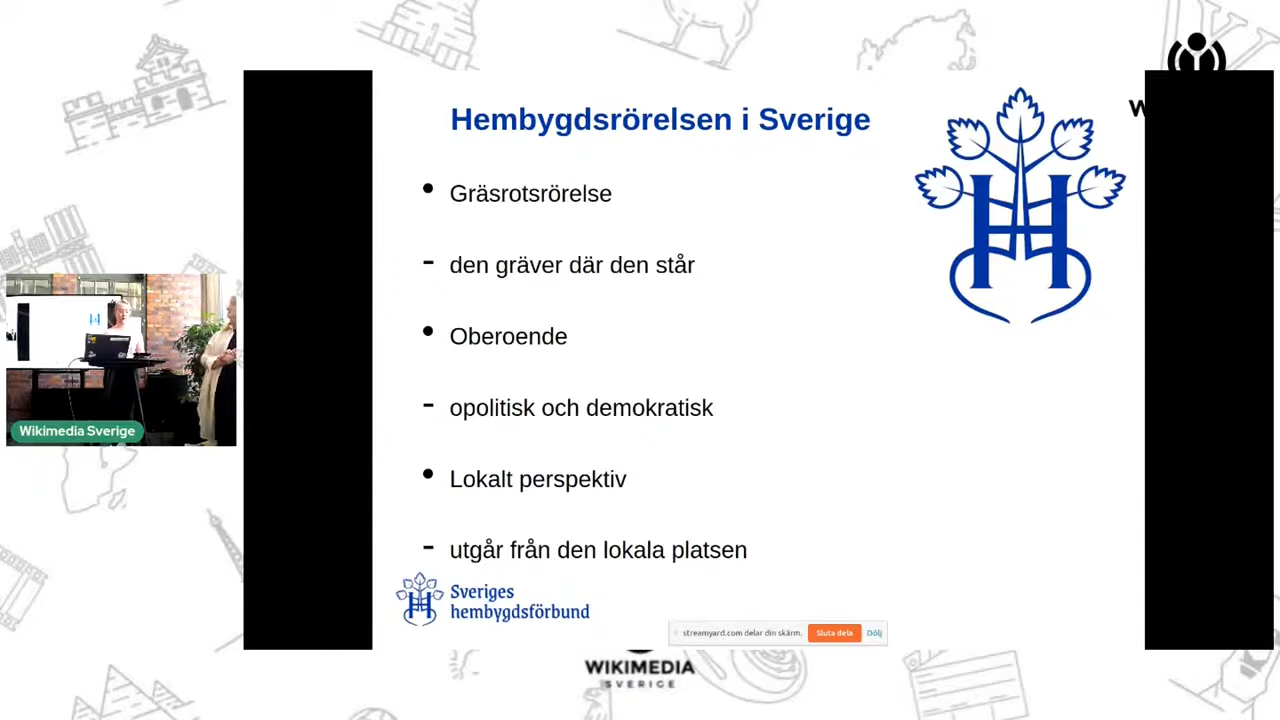 W
Hembygdsrörelsen i Sverige
• Gräsrotsrörelse
- den gräver där den står
• Oberoende
- opolitisk och demokratisk
• Lokalt perspektiv
- utgår från den lokala platsen
Sveriges
hembygdsförbund
streamyard.com delar din skärm. Sluta dela Dölj
Wikimedia Sverige
WIKIMEDIA
SVERIGE